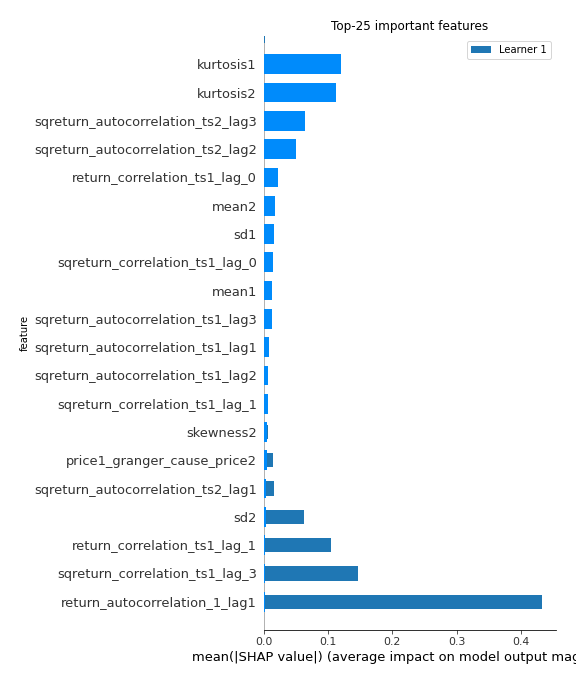 Top-25 important features
Learner 1
kurtosis1
kurtosis2
sqreturn_autocorrelation_ts2_lag3
sqreturn_autocorrelation_ts2_lag2
return_correlation_ts1_lag_0
mean2
sd1
sqreturn_correlation_ts1_lag_0
mean1
sqreturn_autocorrelation_ts1_lag3
sqreturn_autocorrelation_ts1_lag1
sqreturn_autocorrelation_ts1_lag2
sqreturn_correlation_ts1_lag_1
skewness2
price1_granger_cause_price2
sqreturn_autocorrelation_ts2_lag1
sd2
return_correlation_ts1_lag_1
sqreturn_correlation_ts1_lag_3
return_autocorrelation_1_lag1
feature
0.0 0.1 0.2 0.3 0.4
mean(|SHAP value|) (average impact on model output mag